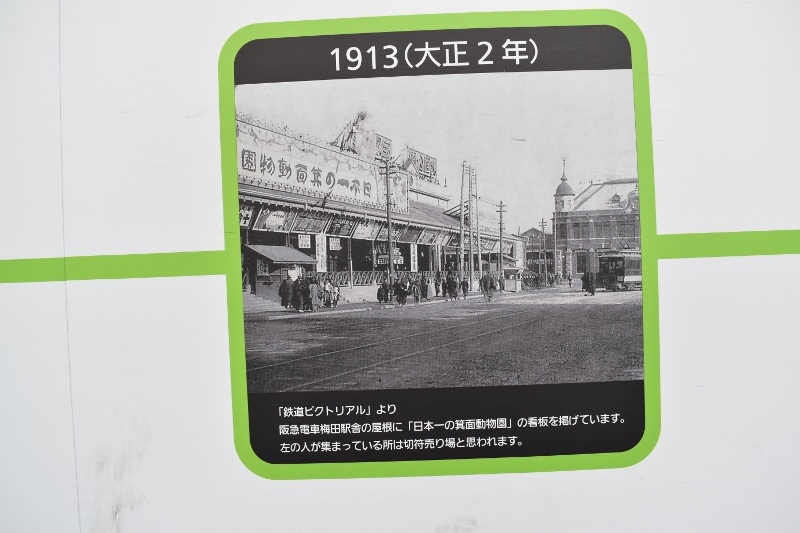 1913(大正2年)
園物動面箕の一本日
「鉄道ピクトリアル」より
阪急電車梅田駅舎の屋根に「日本一の箕面動物園」の看板を掲げています。
左の人が集まっている所は切符売り場と思われます。